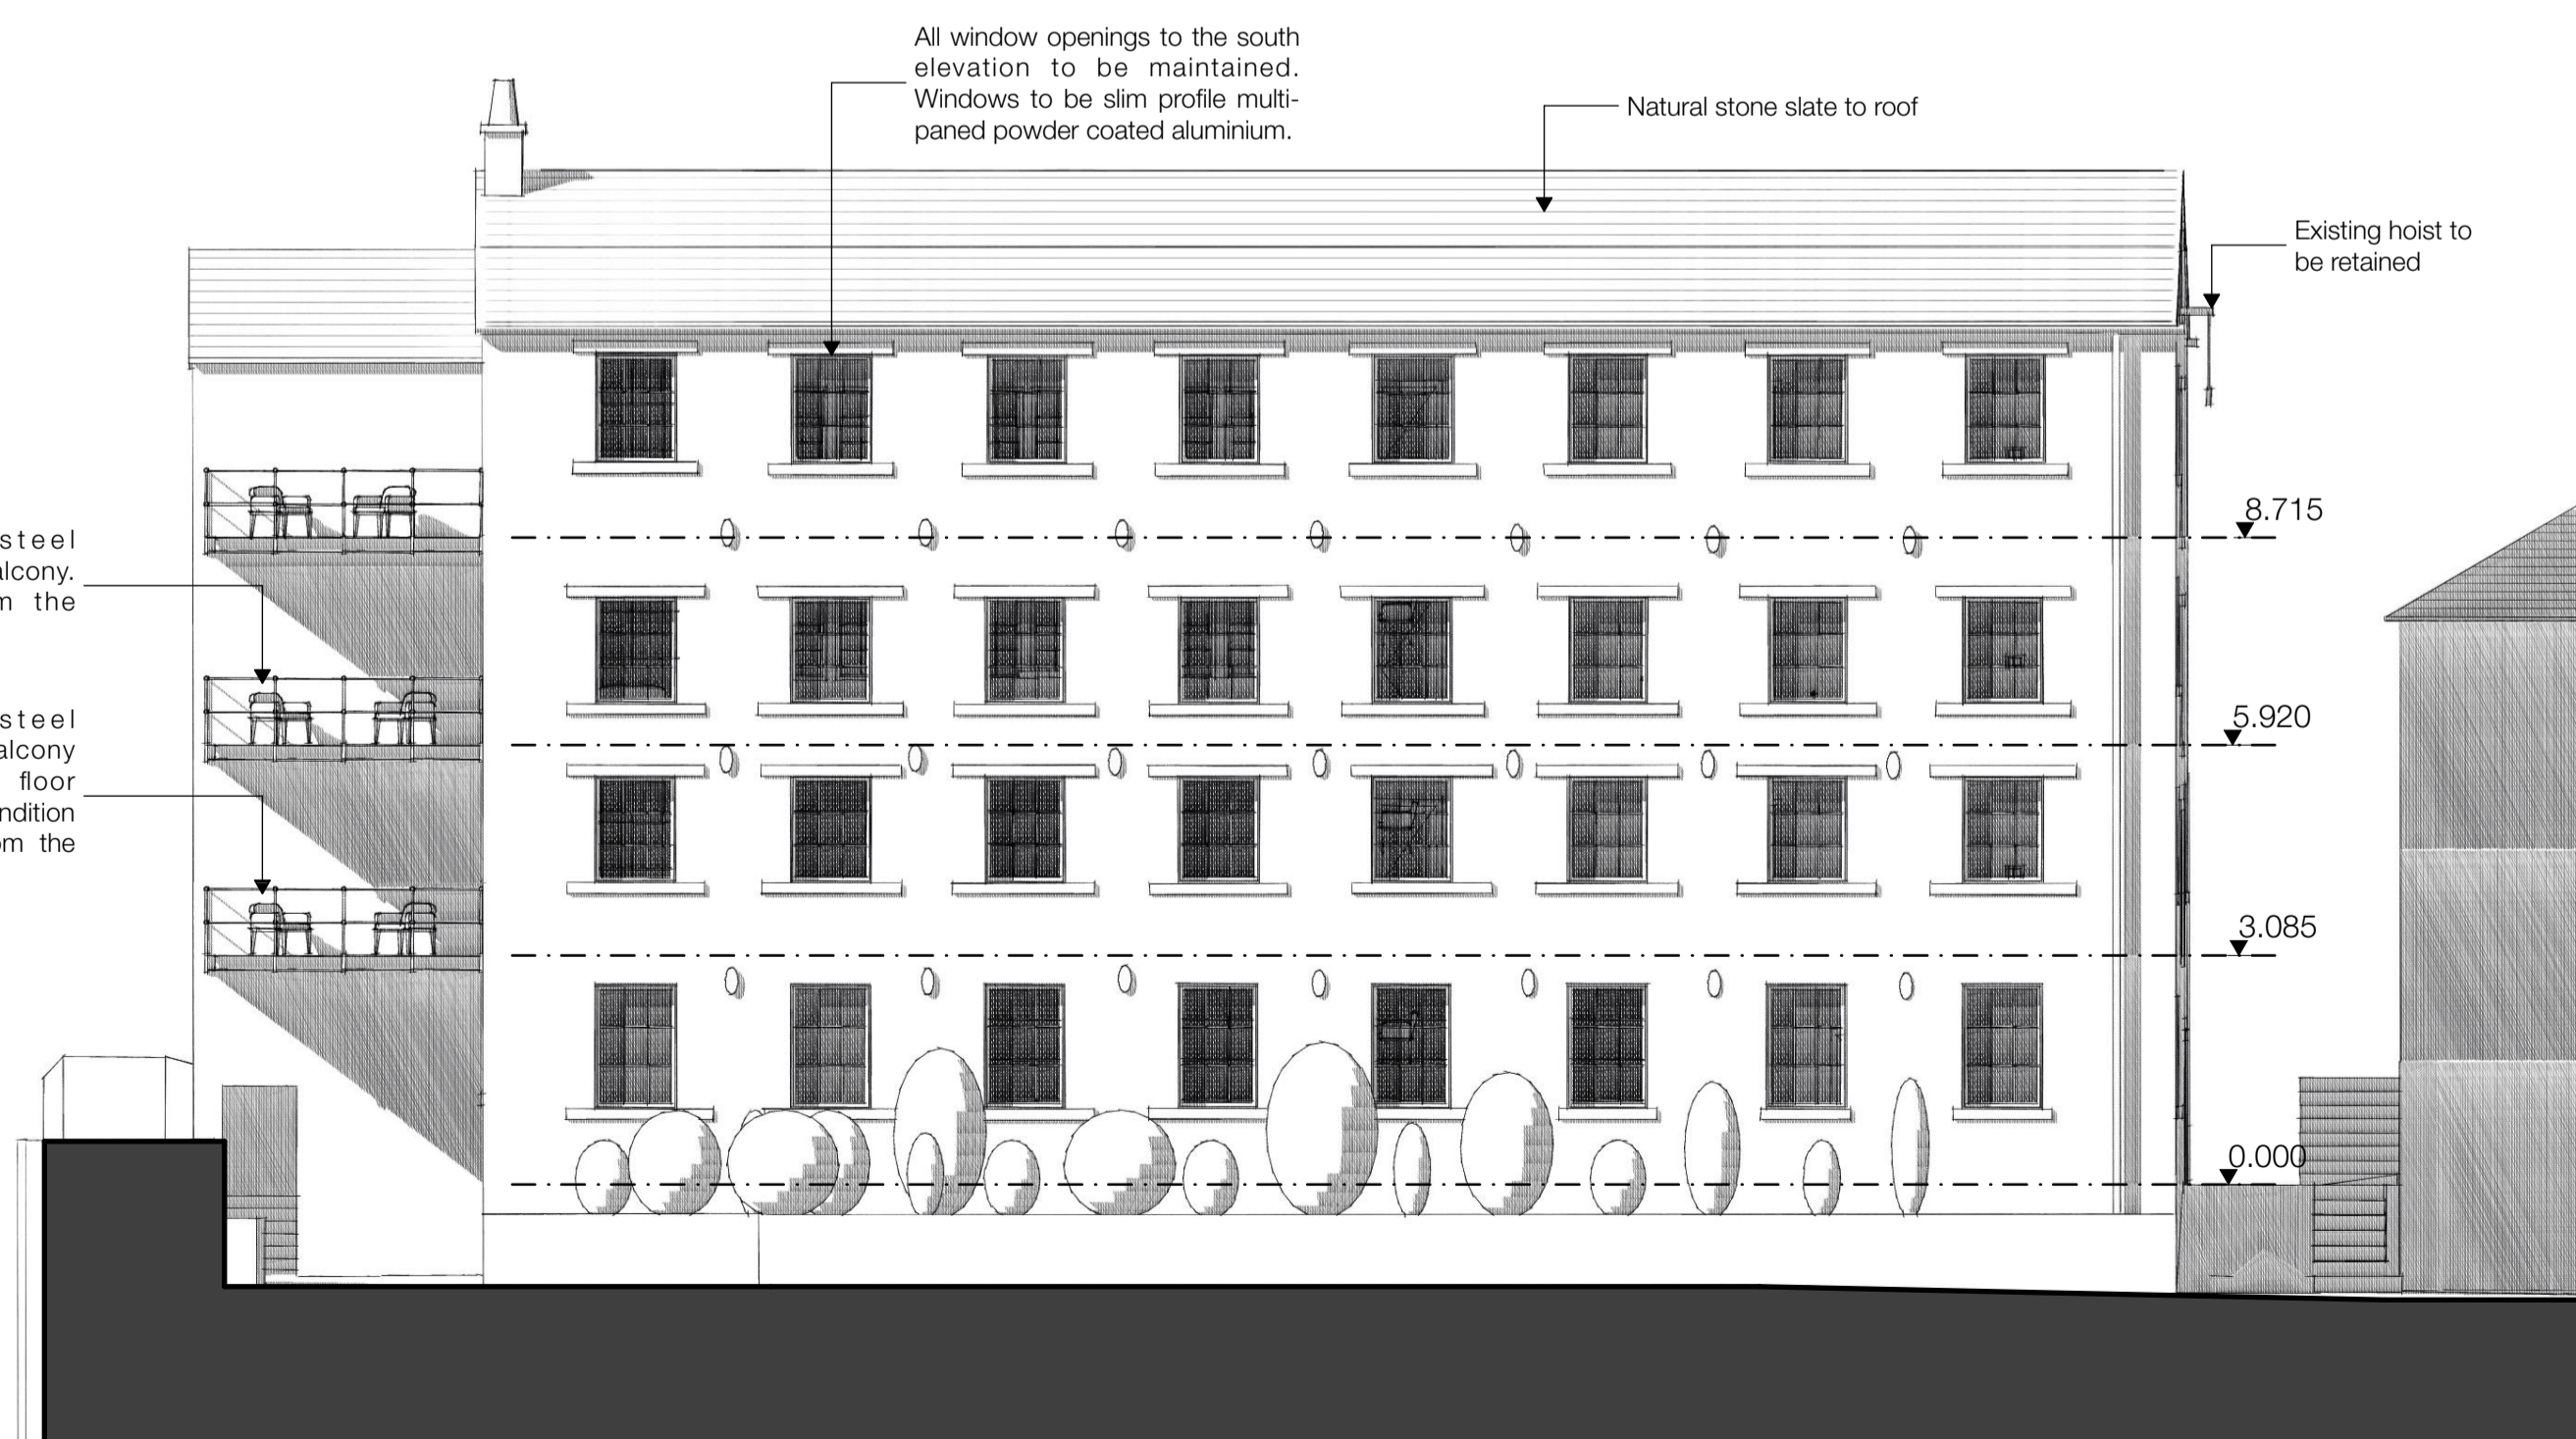 All window openings to the south
elevation to be maintained.
Windows to be slim profile multi-
paned powder coated aluminium.
Natural stone slate to roof
Existing hoist to
be retained
8.715
steel
alcony.
m the
5.920
steel
alcony
floor
ndition
om the
3.085
0.000